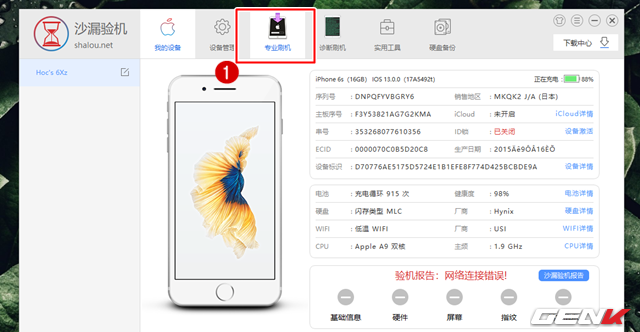 沙漏验机
shalou.net
我的设备
设备管理
专业刷机
诊断刷机
实用工具
硬盘备份
下载中心
1
Hoc's 6Xz
iPhone 6s (16GB) IOS 13.0.0 (17A5492t) 正在充电: 88%
序列号 : DNPQFYVBGRY6 销售地区 : MKQK2 J/A (日本)
主板序号 : F3Y53821AG7G2KMA iCloud : 未开启 iCloud详情
串号 : 353268077610356 ID锁 : 已关闭 设备激活
ECID : 0000070C0B5D20C8 生产日期 : 2015Äê9ÔÂ16ÈÕ
设备标识 : D70776AE5175D5724E1B1EFE8F774D425BCBDE9A 设备详情
电池 : 充电循环 915 次 健康度 : 98% 电池详情
硬盘 : 闪存类型 MLC 厂商 : Hynix 硬盘详情
WIFI : 低温 WIFI 厂商 : USI WIFI详情
CPU : Apple A9 双核 主频 : 1.9 GHz CPU详情
验机报告: 网络连接错误! 沙漏验机报告
基础信息 硬件 屏幕 指纹
GENK